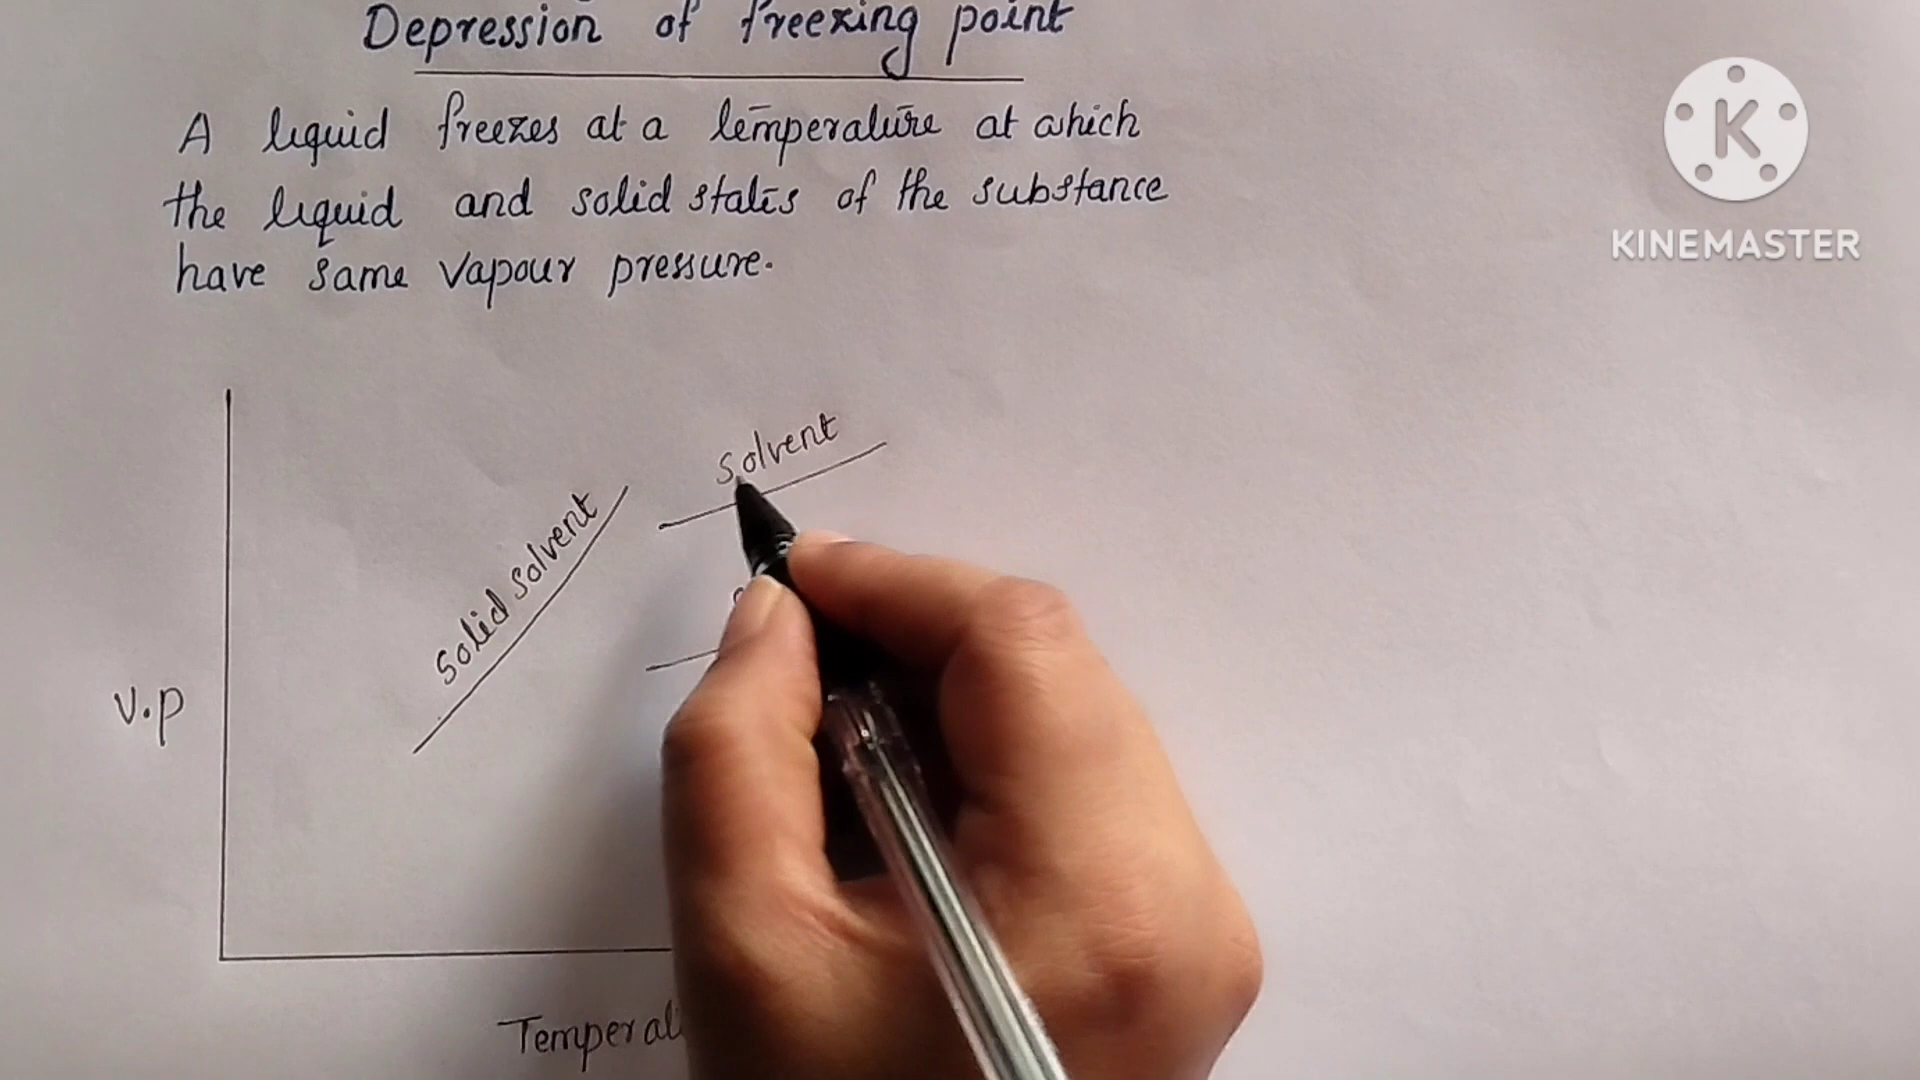 Depression of freezing point
A liquid freezes at a temperature at which
the liquid and solid states of the substance
have same vapour pressure.
K
KINEMASTER
solvent
solid solvent
V.p